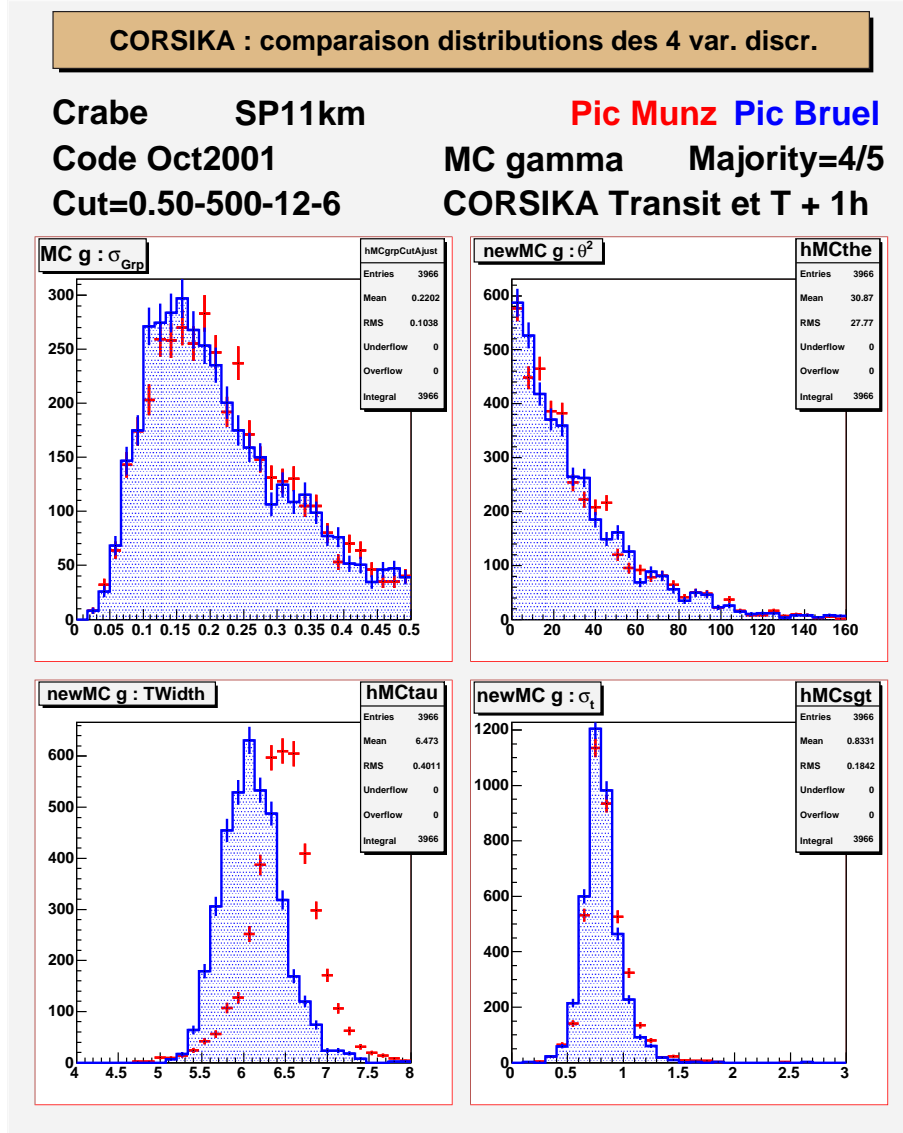 CORSIKA : comparaison distributions des 4 var. discr.
Crabe SP11km Pic Munz Pic Bruel
Code Oct2001 MC gamma Majority=4/5
Cut=0.50-500-12-6 CORSIKA Transit et T + 1h
MC g : σGrp
hMCgrpCutAjust
Entries 3966
Mean 0.2202
RMS 0.1038
Underflow 0
Overflow 0
Integral 3966
300
250
200
150
100
50
0
0 0.05 0.1 0.15 0.2 0.25 0.3 0.35 0.4 0.45 0.5
newMC g : θ²
hMCthe
Entries 3966
Mean 30.87
RMS 27.77
Underflow 0
Overflow 0
Integral 3966
600
500
400
300
200
100
0
0 20 40 60 80 100 120 140 160
newMC g : TWidth
hMCtau
Entries 3966
Mean 6.473
RMS 0.4011
Underflow 0
Overflow 0
Integral 3966
600
500
400
300
200
100
0
4 4.5 5 5.5 6 6.5 7 7.5 8
newMC g : σt
hMCsgt
Entries 3966
Mean 0.8331
RMS 0.1842
Underflow 0
Overflow 0
Integral 3966
1200
1000
800
600
400
200
0
0 0.5 1 1.5 2 2.5 3